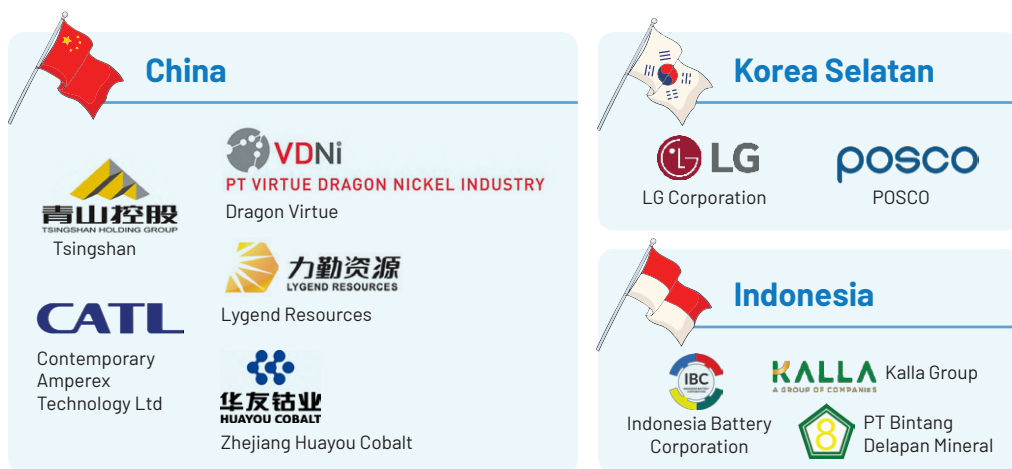 China
青山控股
TSINGSHAN HOLDING GROUP
Tsingshan
VDNi
PT VIRTUE DRAGON NICKEL INDUSTRY
Dragon Virtue
力勤资源
LYGEND RESOURCES
Lygend Resources
CATL
Contemporary
Amperex
Technology Ltd
华友钴业
HUAYOU COBALT
Zhejiang Huayou Cobalt
Korea Selatan
LG
LG Corporation
posco
POSCO
Indonesia
IBC
Indonesia Battery
Corporation
KALLA
A GROUP OF COMPANIES
Kalla Group
8
PT Bintang
Delapan Mineral